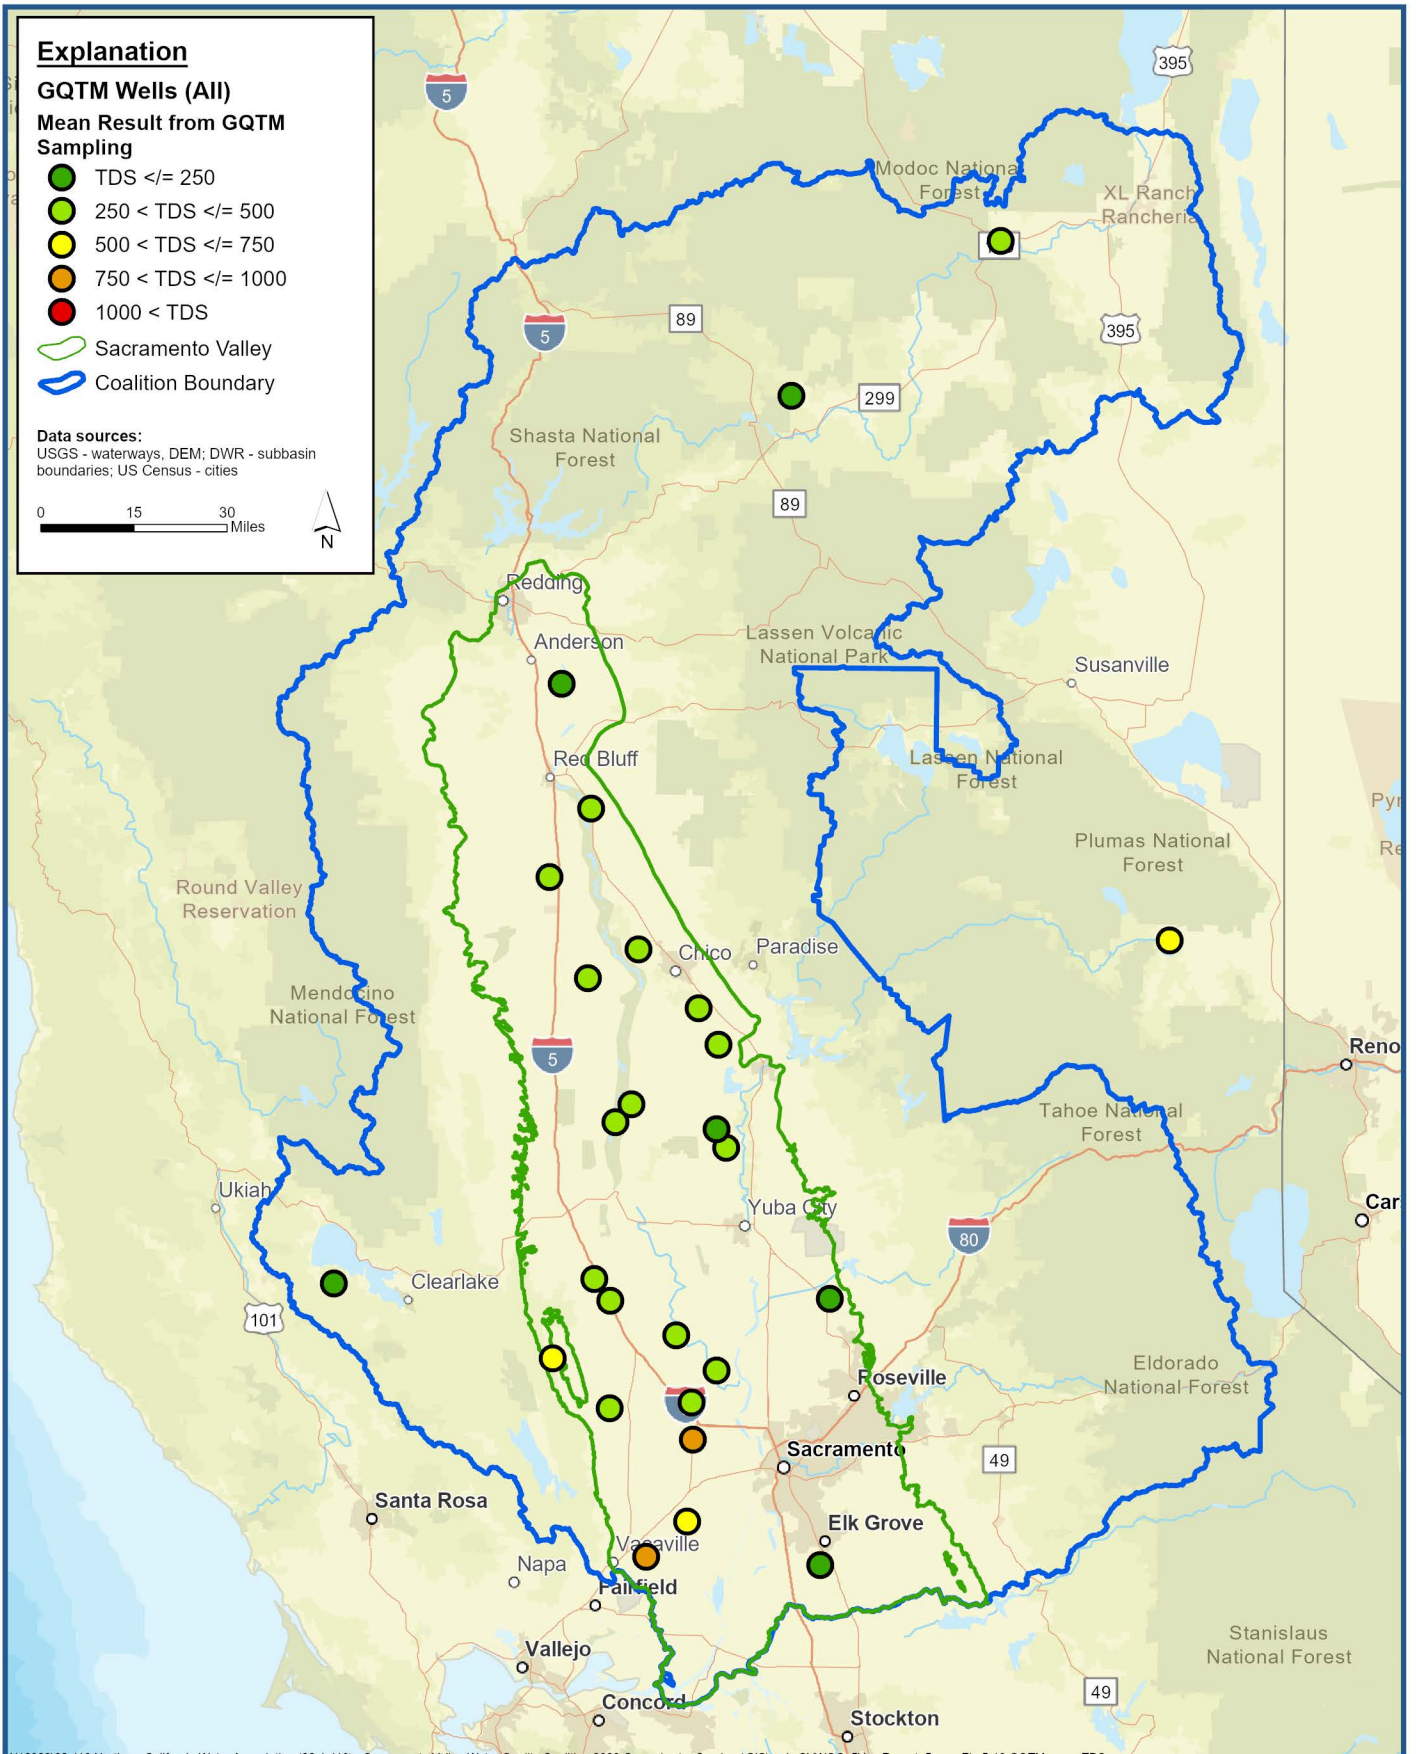 Explanation
GQTM Wells (All)
Mean Result from GQTM
Sampling
TDS </= 250
250 < TDS </= 500
500 < TDS </= 750
750 < TDS </= 1000
1000 < TDS
Sacramento Valley
Coalition Boundary
Data sources:
USGS - waterways, DEM; DWR - subbasin
boundaries; US Census - cities
0 15 30
Miles
N
5
395
Modoc National
Forest
XL Ranch
Rancheria
5
89
395
299
Shasta National
Forest
89
Redding
Anderson
Lassen Volcanic
National Park
Susanville
Red Bluff
Lassen National
Forest
Plumas National
Forest
Round Valley
Reservation
Chico
Paradise
Mendocino
National Forest
5
Reno
Tahoe National
Forest
Ukiah
Yuba City
80
Clearlake
101
Eldorado
National Forest
Roseville
Sacramento
49
Santa Rosa
Elk Grove
Vacaville
Napa
Fairfield
Vallejo
Stanislaus
National Forest
49
Concord
Stockton